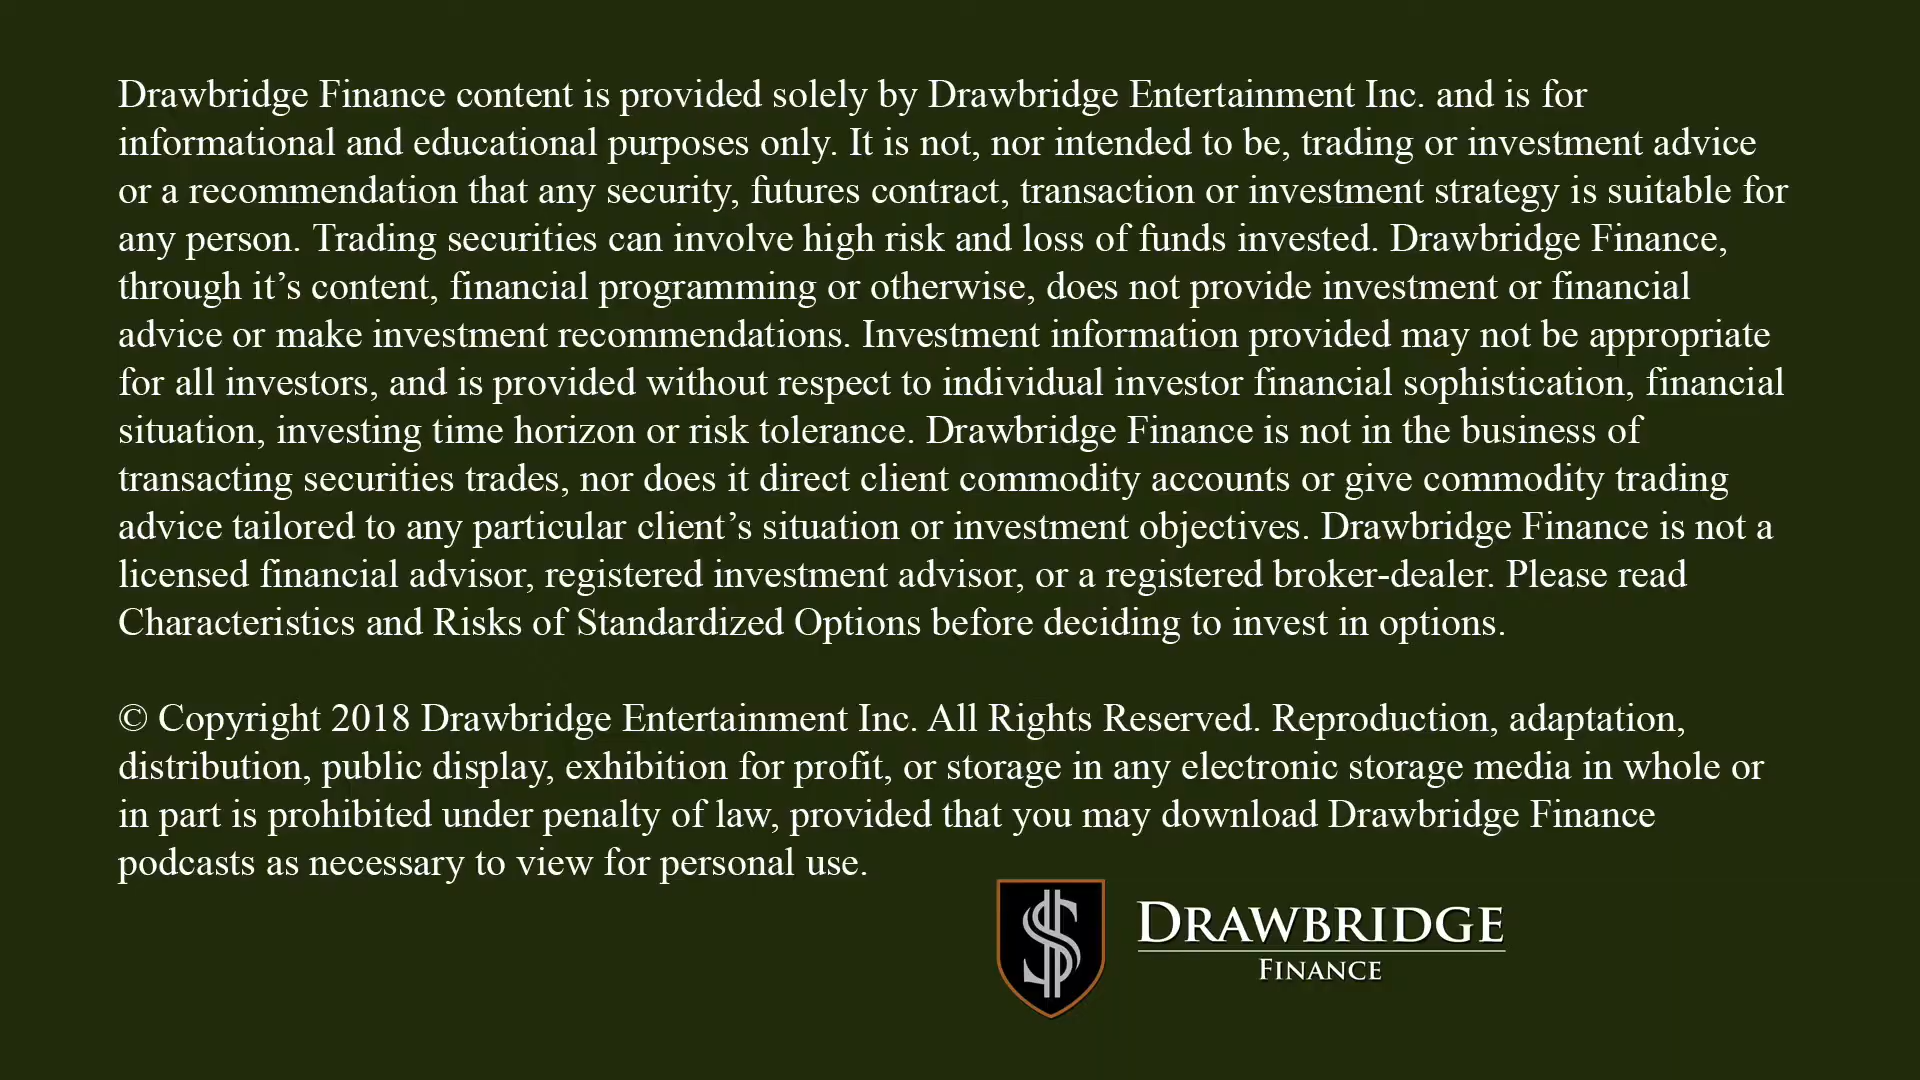 Drawbridge Finance content is provided solely by Drawbridge Entertainment Inc. and is for
informational and educational purposes only. It is not, nor intended to be, trading or investment advice
or a recommendation that any security, futures contract, transaction or investment strategy is suitable for
any person. Trading securities can involve high risk and loss of funds invested. Drawbridge Finance,
through it’s content, financial programming or otherwise, does not provide investment or financial
advice or make investment recommendations. Investment information provided may not be appropriate
for all investors, and is provided without respect to individual investor financial sophistication, financial
situation, investing time horizon or risk tolerance. Drawbridge Finance is not in the business of
transacting securities trades, nor does it direct client commodity accounts or give commodity trading
advice tailored to any particular client’s situation or investment objectives. Drawbridge Finance is not a
licensed financial advisor, registered investment advisor, or a registered broker-dealer. Please read
Characteristics and Risks of Standardized Options before deciding to invest in options.
© Copyright 2018 Drawbridge Entertainment Inc. All Rights Reserved. Reproduction, adaptation,
distribution, public display, exhibition for profit, or storage in any electronic storage media in whole or
in part is prohibited under penalty of law, provided that you may download Drawbridge Finance
podcasts as necessary to view for personal use.
$
DRAWBRIDGE
FINANCE